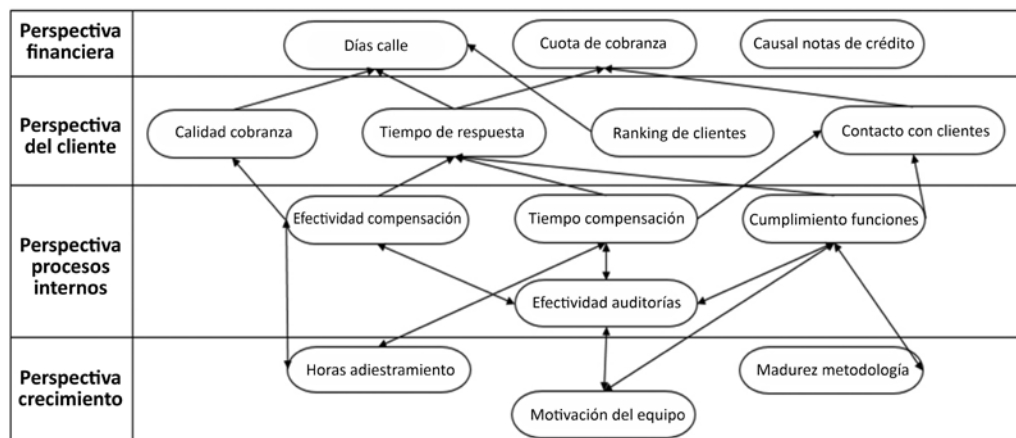 Perspectiva
financiera
Días calle
Cuota de cobranza
Causal notas de crédito
Perspectiva
del cliente
Calidad cobranza
Tiempo de respuesta
Ranking de clientes
Contacto con clientes
Perspectiva
procesos
internos
Efectividad compensación
Tiempo compensación
Cumplimiento funciones
Efectividad auditorías
Perspectiva
crecimiento
Horas adiestramiento
Madurez metodología
Motivación del equipo